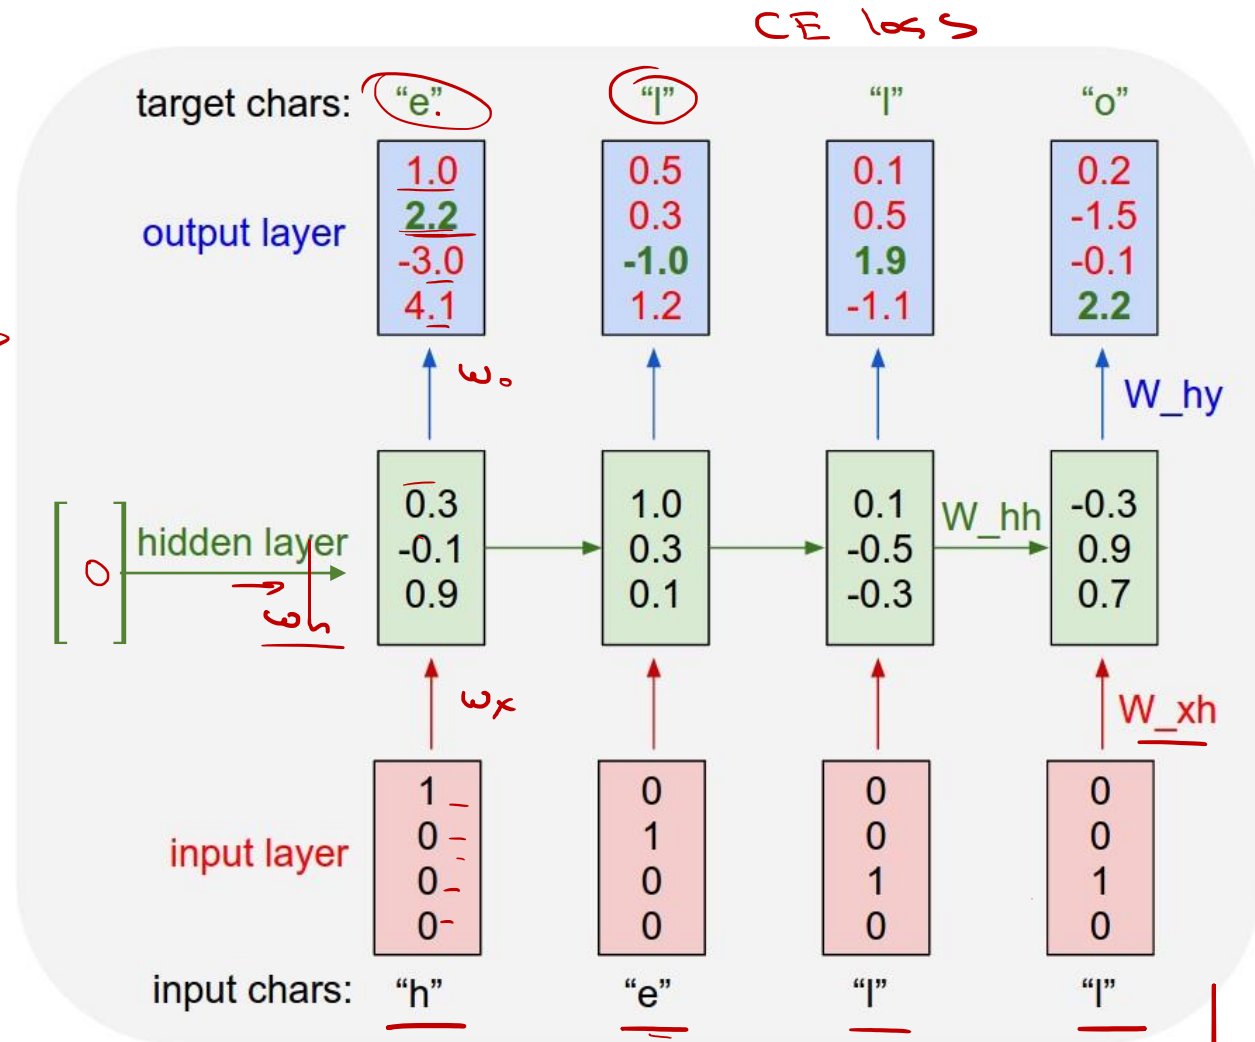 CE loss
target chars: "e" "l" "l" "o"
1.0 0.5 0.1 0.2
output layer 2.2 0.3 0.5 -1.5
-3.0 -1.0 1.9 -0.1
4.1 1.2 -1.1 2.2
ω₀ W_hy
0.3 1.0 0.1 W_hh -0.3
0 hidden layer -0.1 0.3 -0.5 0.9
0.9 0.1 -0.3 0.7
ωₓ W_xh
1 0 0 0
input layer 0 1 0 0
0 0 1 1
0 0 0 0
input chars: "h" "e" "l" "l"